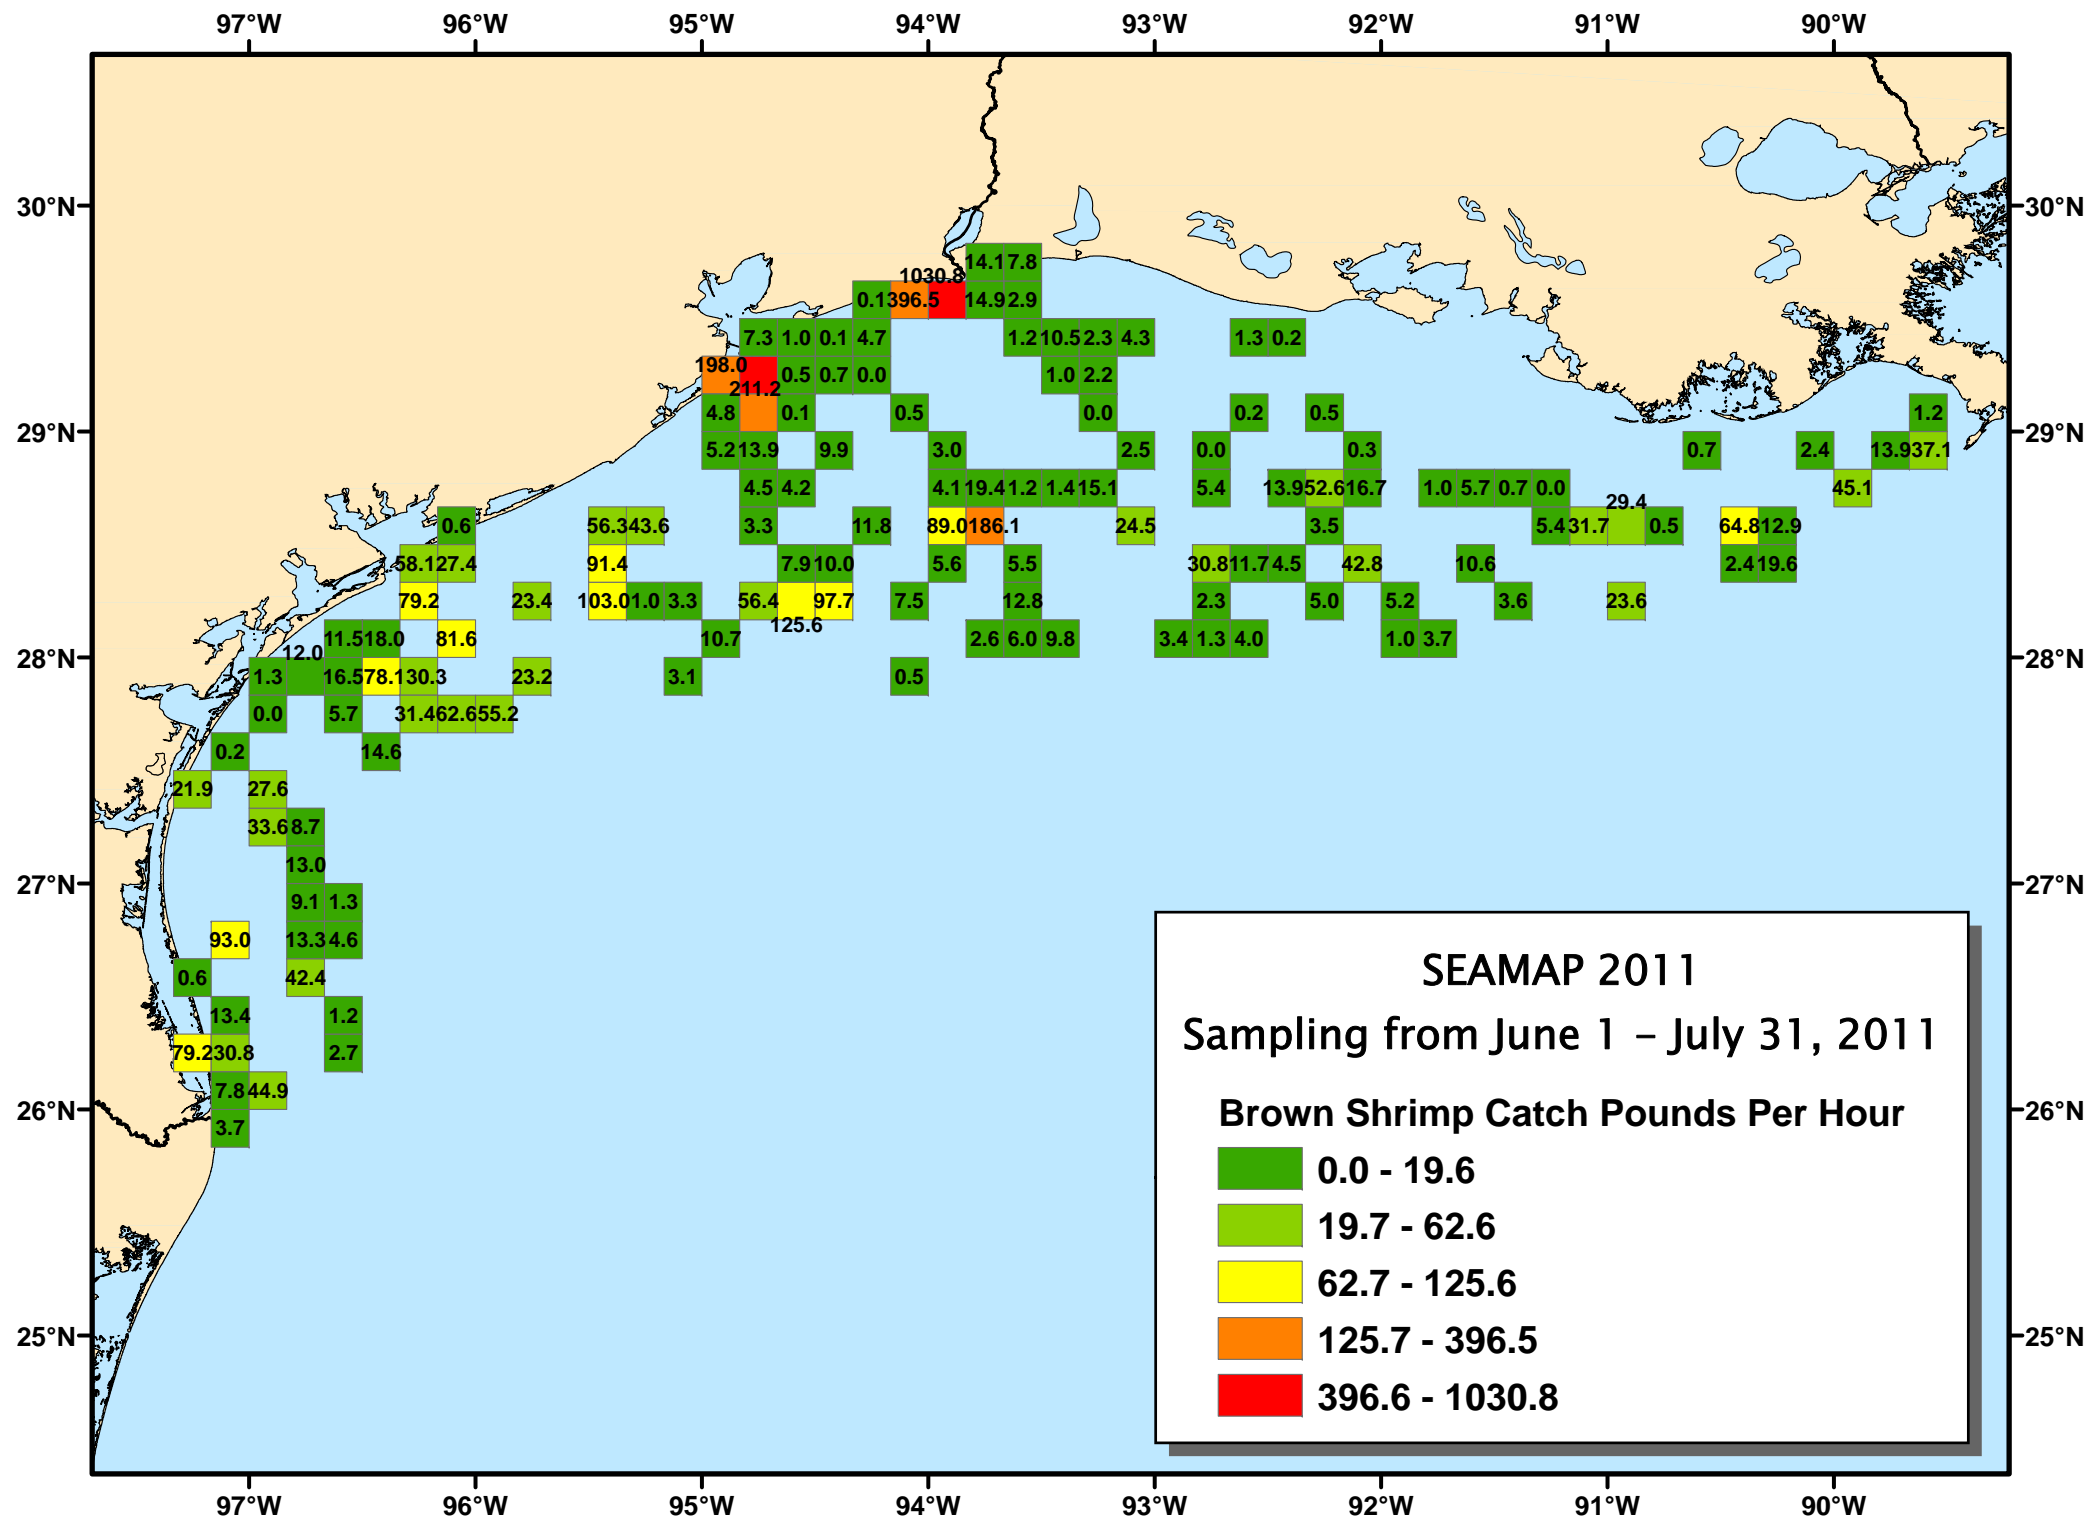 97°W 96°W 95°W 94°W 93°W 92°W 91°W 90°W
14.1 7.8
30°N 30°N
1030.8
0.1 396.5 14.9 2.9
7.3 1.0 0.1 4.7 1.2 10.5 2.3 4.3 1.3 0.2
198.0 0.5 0.7 0.0 1.0 2.2
211.2
4.8 0.1 0.5 0.0 0.2 0.5 1.2
29°N 29°N
5.2 13.9 9.9 3.0 2.5 0.0 0.3 0.7 2.4 13.9 37.1
4.5 4.2 4.1 19.4 1.2 1.4 15.1 5.4 13.9 52.6 16.7 1.0 5.7 0.7 0.0 45.1
29.4
0.6 56.3 43.6 3.3 11.8 89.0 186.1 24.5 3.5 5.4 31.7 0.5 64.8 12.9
58.1 27.4 91.4 7.9 10.0 5.6 5.5 30.8 11.7 4.5 42.8 10.6 2.4 19.6
79.2 23.4 103.0 1.0 3.3 56.4 97.7 7.5 12.8 2.3 5.0 5.2 3.6 23.6
125.6
11.5 18.0 81.6 10.7 2.6 6.0 9.8 3.4 1.3 4.0 1.0 3.7
12.0
28°N 28°N
1.3 16.5 78.1 30.3 23.2 3.1 0.5
0.0 5.7 31.4 62.6 55.2
0.2 14.6
21.9 27.6
33.6 8.7
13.0
27°N 27°N
9.1 1.3
93.0 13.3 4.6
0.6 42.4
13.4 1.2
79.2 30.8 2.7
7.8 44.9
26°N 26°N
3.7
25°N 25°N
SEAMAP 2011
Sampling from June 1 – July 31, 2011
Brown Shrimp Catch Pounds Per Hour
0.0 - 19.6
19.7 - 62.6
62.7 - 125.6
125.7 - 396.5
396.6 - 1030.8
97°W 96°W 95°W 94°W 93°W 92°W 91°W 90°W